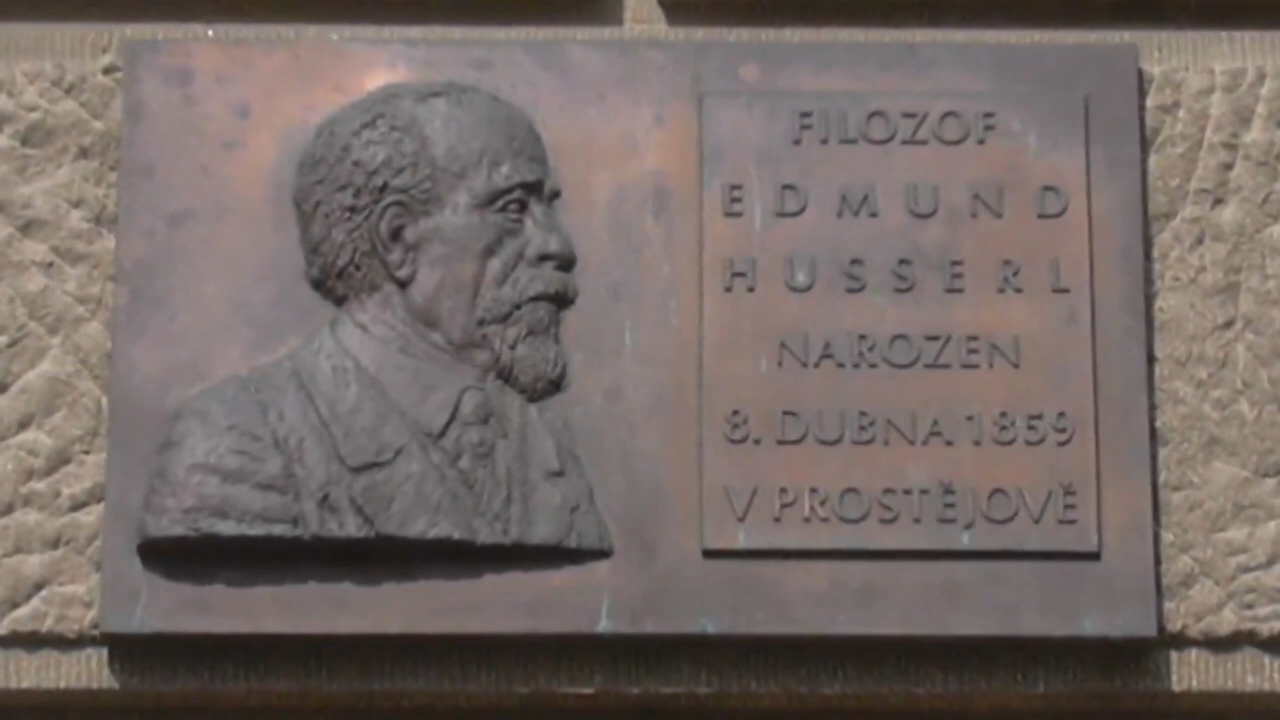 FILOZOF
EDMUND
HUSSERL
NAROZEN
8. DUBNA 1859
V PROSTĚJOVĚ